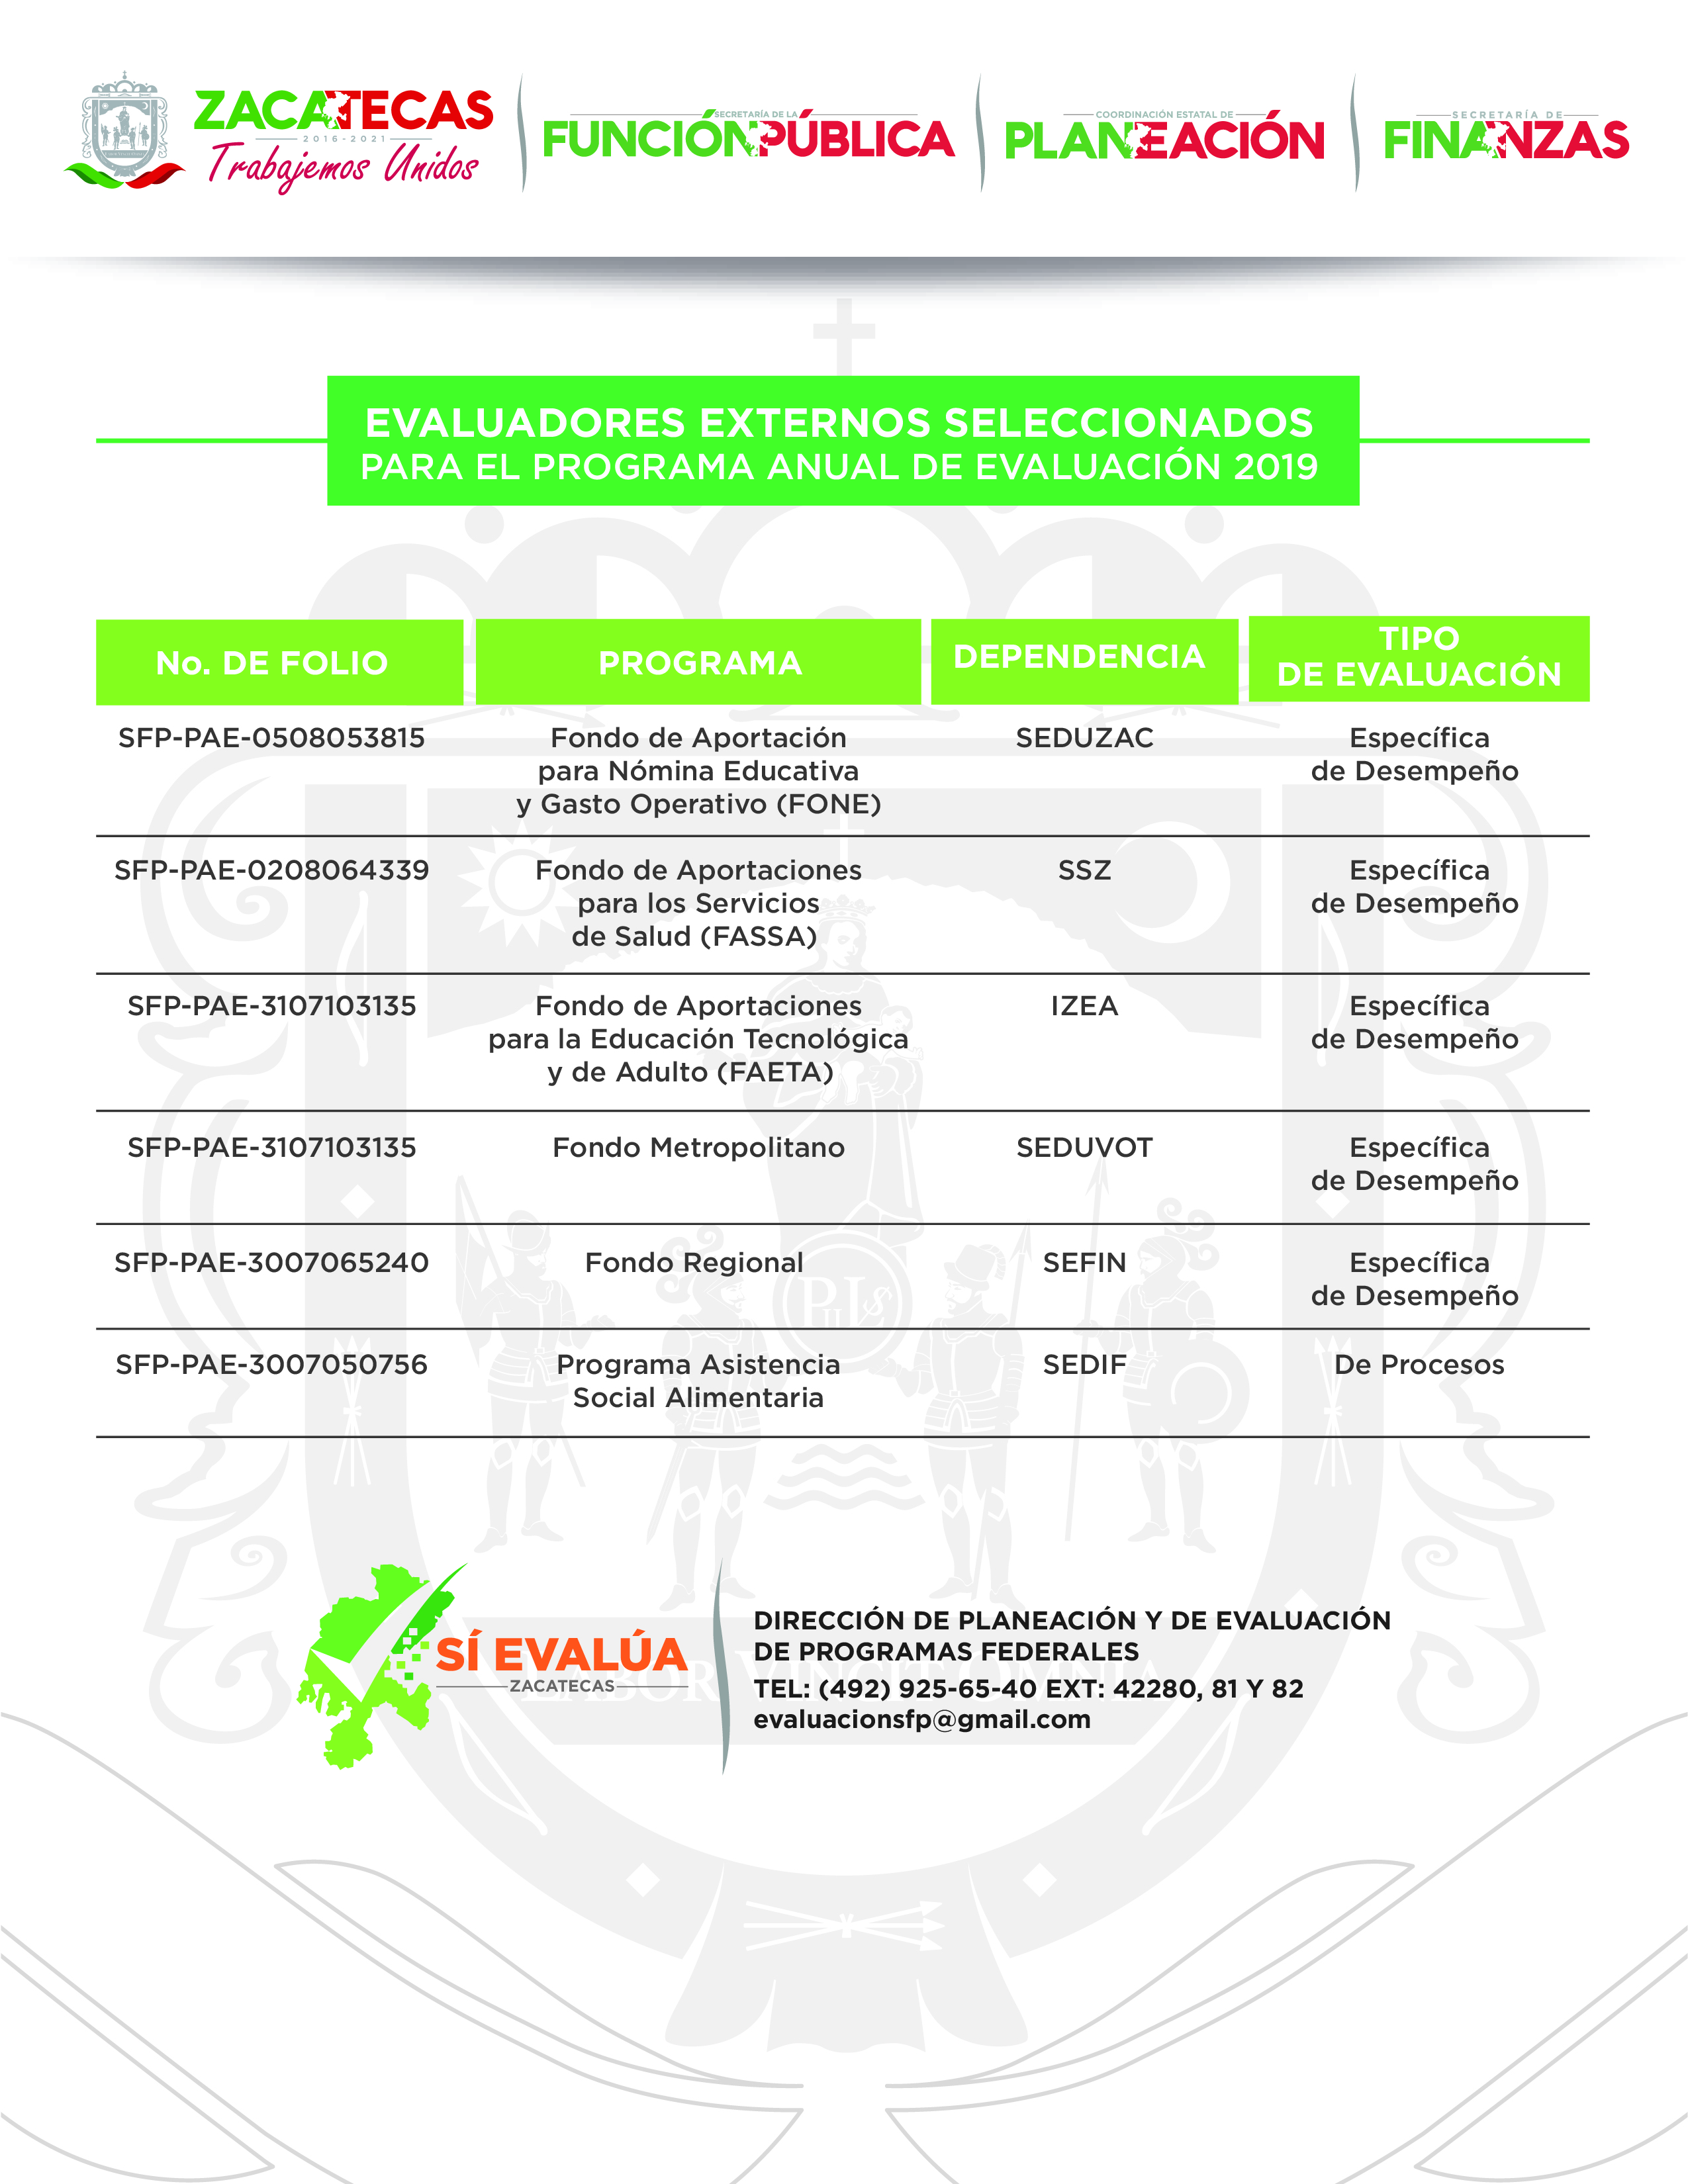 ZACATECAS
2016-2021
Trabajemos Unidos
SECRETARÍA DE LA
FUNCIÓN PÚBLICA
COORDINACIÓN ESTATAL DE
PLANEACIÓN
SECRETARÍA DE
FINANZAS
EVALUADORES EXTERNOS SELECCIONADOS
PARA EL PROGRAMA ANUAL DE EVALUACIÓN 2019
No. DE FOLIO
PROGRAMA
DEPENDENCIA
TIPO
DE EVALUACIÓN
SFP-PAE-0508053815
Fondo de Aportación
para Nómina Educativa
y Gasto Operativo (FONE)
SEDUZAC
Específica
de Desempeño
SFP-PAE-0208064339
Fondo de Aportaciones
para los Servicios
de Salud (FASSA)
SSZ
Específica
de Desempeño
SFP-PAE-3107103135
Fondo de Aportaciones
para la Educación Tecnológica
y de Adulto (FAETA)
IZEA
Específica
de Desempeño
SFP-PAE-3107103135
Fondo Metropolitano
SEDUVOT
Específica
de Desempeño
SFP-PAE-3007065240
Fondo Regional
SEFIN
Específica
de Desempeño
SFP-PAE-3007050756
Programa Asistencia
Social Alimentaria
SEDIF
De Procesos
SÍ EVALÚA
ZACATECAS
LABOR VINCIT OMNIA
DIRECCIÓN DE PLANEACIÓN Y DE EVALUACIÓN
DE PROGRAMAS FEDERALES
TEL: (492) 925-65-40 EXT: 42280, 81 Y 82
evaluacionsfp@gmail.com